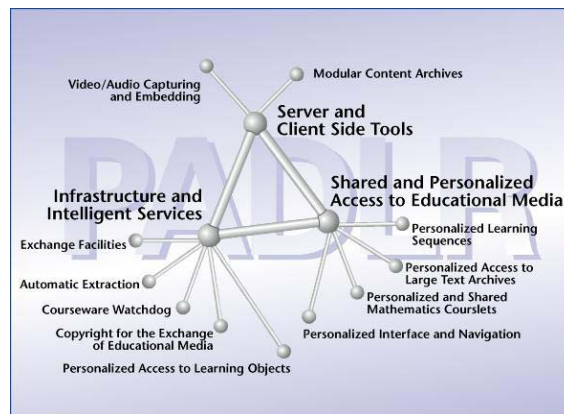 Video/Audio Capturing
and Embedding
Modular Content Archives
Server and
Client Side Tools
PADLR
Infrastructure and
Intelligent Services
Shared and Personalized
Access to Educational Media
Exchange Facilities
Personalized Learning
Sequences
Automatic Extraction
Personalized Access to
Large Text Archives
Courseware Watchdog
Personalized and Shared
Mathematics Courslets
Copyright for the Exchange
of Educational Media
Personalized Interface and Navigation
Personalized Access to Learning Objects